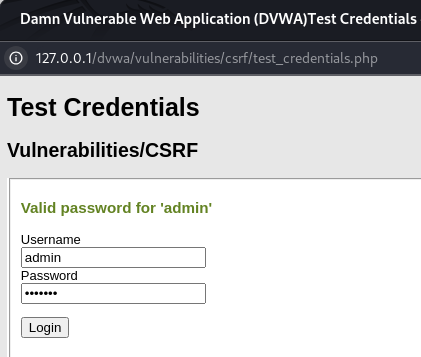 Damn Vulnerable Web Application (DVWA)Test Credentials
127.0.0.1/dvwa/vulnerabilities/csrf/test_credentials.php
Test Credentials
Vulnerabilities/CSRF
Valid password for 'admin'
Username
admin
Password
•••••••
Login